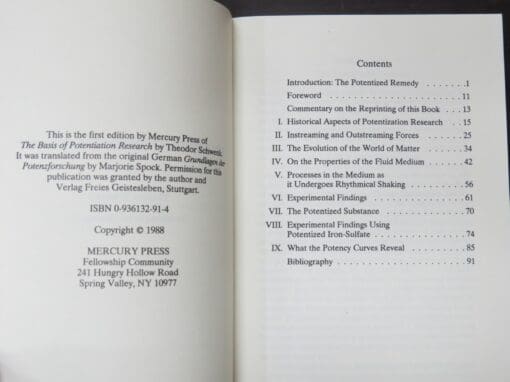 This is the first edition by Mercury Press of
The Basis of Potentiation Research by Theodor Schwenk.
It was translated from the original German Grundlagen der
Potenzforschung by Marjorie Spock. Permission for this
publication was granted by the author and
Verlag Freies Geistesleben, Stuttgart.
ISBN 0-936132-91-4
Copyright © 1988
MERCURY PRESS
Fellowship Community
241 Hungry Hollow Road
Spring Valley, NY 10977
Contents
Introduction: The Potentized Remedy . . . . . . . 1
Foreword . . . . . . . . . . . . . . . . . . . . 11
Commentary on the Reprinting of this Book . . . 13
I. Historical Aspects of Potentization Research . . . 15
II. Instreaming and Outstreaming Forces . . . . . . 25
III. The Evolution of the World of Matter . . . . . . 34
IV. On the Properties of the Fluid Medium . . . . . 42
V. Processes in the Medium as
it Undergoes Rhythmical Shaking . . . . . . . . 56
VI. Experimental Findings . . . . . . . . . . . . . 61
VII. The Potentized Substance . . . . . . . . . . . 70
VIII. Experimental Findings Using
Potentized Iron-Sulfate . . . . . . . . . . . . 74
IX. What the Potency Curves Reveal . . . . . . . . 85
Bibliography . . . . . . . . . . . . . . . . . . 91